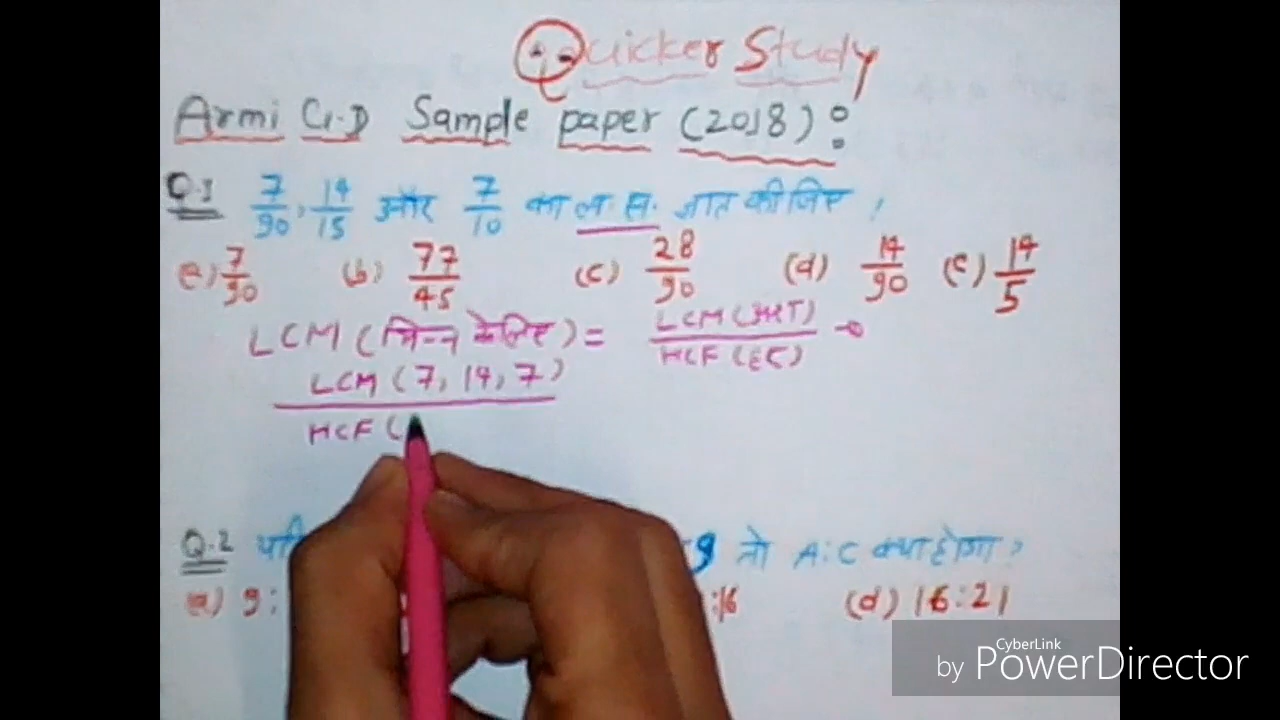 Quicker Study
Armi G.D Sample paper (2018) :
Q.1 7/90, 14/15 और 7/10 का ल.स. ज्ञात कीजिए ।
(a) 7/90 (b) 77/45 (c) 28/90 (d) 14/90 (e) 14/5
LCM (भिन्न के लिए) = LCM (अंश) / HCF (हर) →
LCM (7, 14, 7)
HCF (
Q.2 9 तो A:C क्या होगा ?
(a) 9: :16 (d) 16:21
CyberLink
by PowerDirector